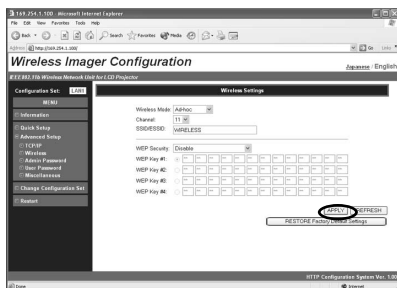 169.254.1.100 - Microsoft Internet Explorer
File Edit View Favorites Tools Help
Back Search Favorites Media
Address http://169.254.1.100/ Go Links
Wireless Imager Configuration
Japanese / English
IEEE802.11b Wireless Network Unit for LCD Projector
Configuration Set: LAN1
Wireless Settings
MENU
Information
Quick Setup
Advanced Setup
TCP/IP
Wireless
Admin Password
User Password
Miscellaneous
Change Configuration Set
Restart
Wireless Mode: Ad-hoc
Channel: 11
SSID/ESSID: WIRELESS
WEP Security: Disable
WEP Key #1:
WEP Key #2:
WEP Key #3:
WEP Key #4:
APPLY REFRESH
RESTORE Factory Default Settings
HTTP Configuration System Ver. 1.00
Done Internet